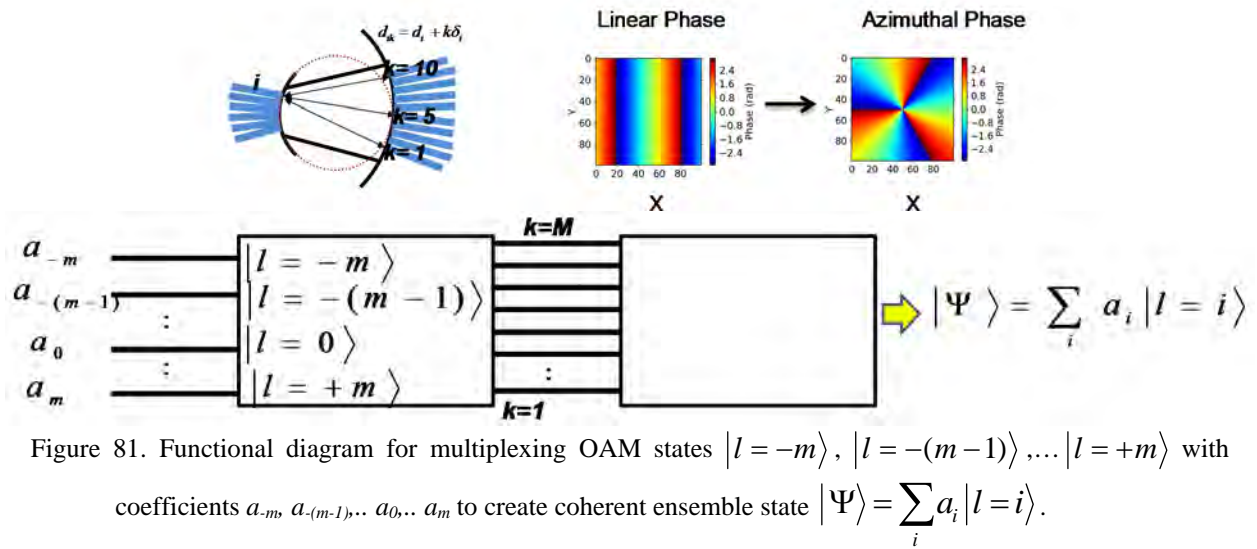 d_{ik} = d_i + kδ_i
i
k= 10
k= 5
k= 1
Linear Phase
Azimuthal Phase
0
20
40
60
80
0 20 40 60 80
Y
X
2.4
1.6
0.8
0.0
−0.8
−1.6
−2.4
Phase (rad)
0
20
40
60
80
0 20 40 60 80
Y
X
2.4
1.6
0.8
0.0
−0.8
−1.6
−2.4
Phase (rad)
a_{-m}
a_{-(m-1)}
:
a_0
:
a_m
|l = -m⟩
|l = -(m-1)⟩
|l = 0⟩
|l = +m⟩
k=M
:
k=1
|Ψ⟩ = ∑_i a_i |l = i⟩
Figure 81. Functional diagram for multiplexing OAM states |l = -m⟩, |l = -(m-1)⟩,... |l = +m⟩ with
coefficients a_{-m}, a_{-(m-1)},.. a_0,.. a_m to create coherent ensemble state |Ψ⟩ = ∑_i a_i |l = i⟩.